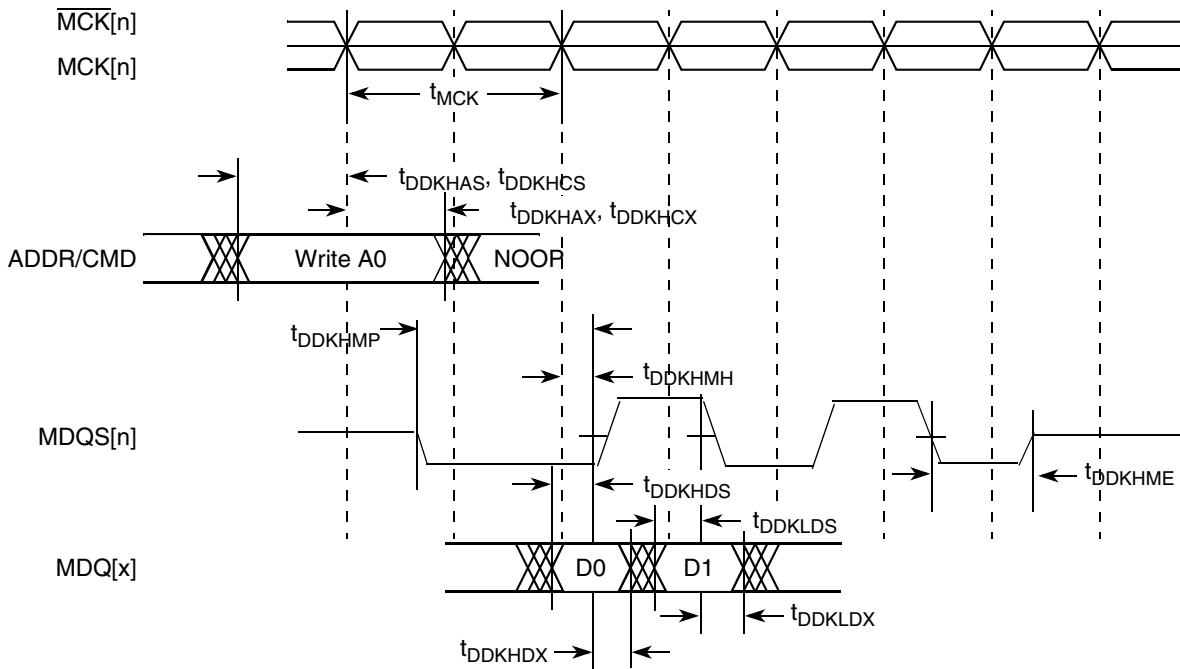 MCK[n]
MCK[n]
tMCK
tDDKHAS, tDDKHCS
tDDKHAX, tDDKHCX
ADDR/CMD
Write A0
NOOP
tDDKHMP
tDDKHMH
MDQS[n]
tDDKHME
tDDKHDS
tDDKLDS
MDQ[x]
D0
D1
tDDKLDX
tDDKHDX